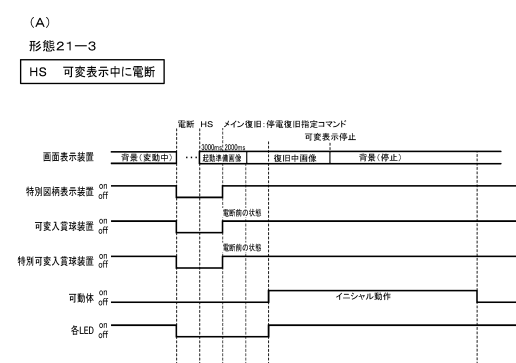 (A)
形態21―3
HS 可変表示中に電断
電断 HS メイン復旧：停電復旧指定コマンド
可変表示停止
3000ms 2000ms
画面表示装置 背景(変動中) ・・・ 起動準備画像 復旧中画像 背景(停止)
特別図柄表示装置 on off
電断前の状態
可変入賞球装置 on off
電断前の状態
特別可変入賞球装置 on off
可動体 on off イニシャル動作
各LED on off